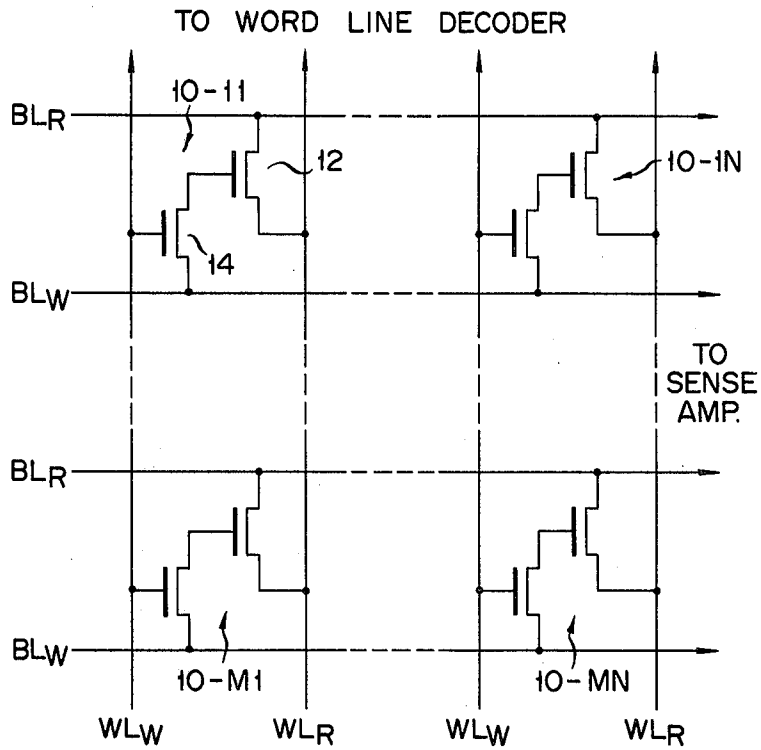 TO WORD LINE DECODER
10-11
BLR
12
10-1N
14
BLW
TO
SENSE
AMP.
BLR
BLW
10-M1
10-MN
WLW
WLR
WLW
WLR